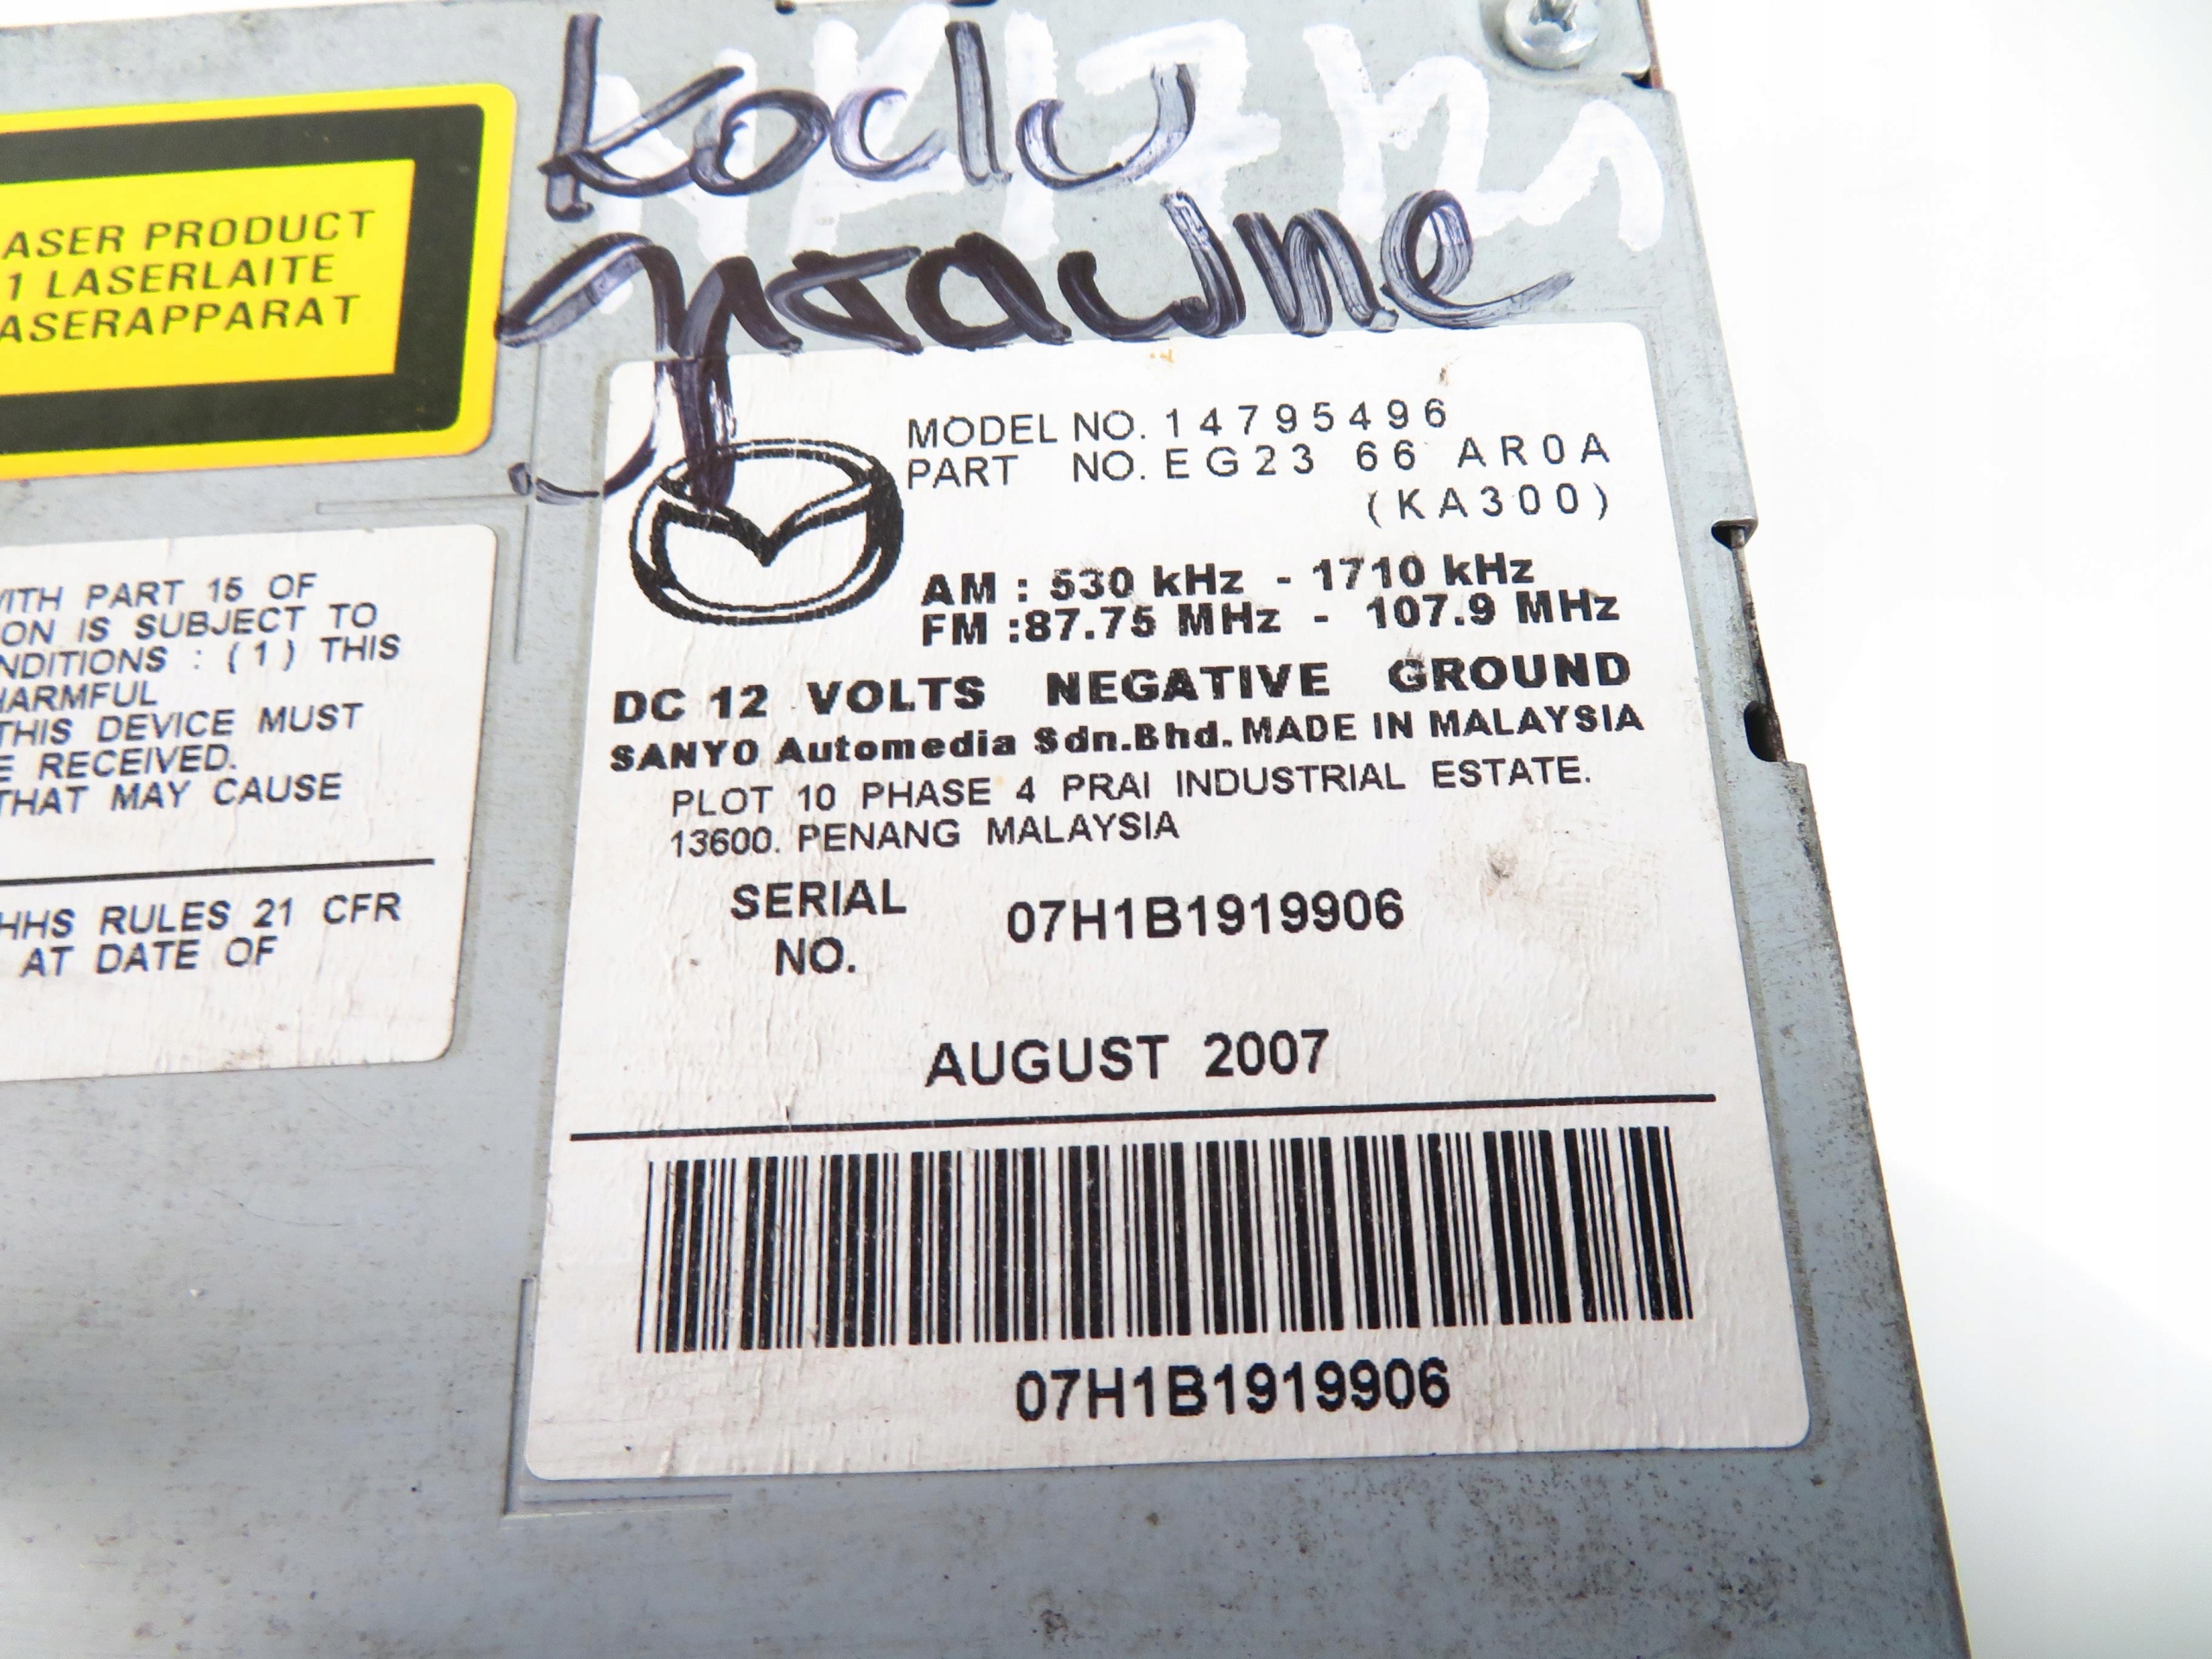 ASER PRODUCT
1 LASERLAITE
ASERAPPARAT
WITH PART 15 OF
ON IS SUBJECT TO
NDITIONS : (1) THIS
HARMFUL
THIS DEVICE MUST
E RECEIVED.
THAT MAY CAUSE
HHS RULES 21 CFR
AT DATE OF
MODEL NO. 14795496
PART NO. EG23 66 AR0A
(KA300)
AM : 530 kHz - 1710 kHz
FM :87.75 MHz - 107.9 MHz
DC 12 VOLTS NEGATIVE GROUND
SANYO Automedia Sdn.Bhd. MADE IN MALAYSIA
PLOT 10 PHASE 4 PRAI INDUSTRIAL ESTATE.
13600. PENANG MALAYSIA
SERIAL NO. 07H1B1919906
AUGUST 2007
07H1B1919906